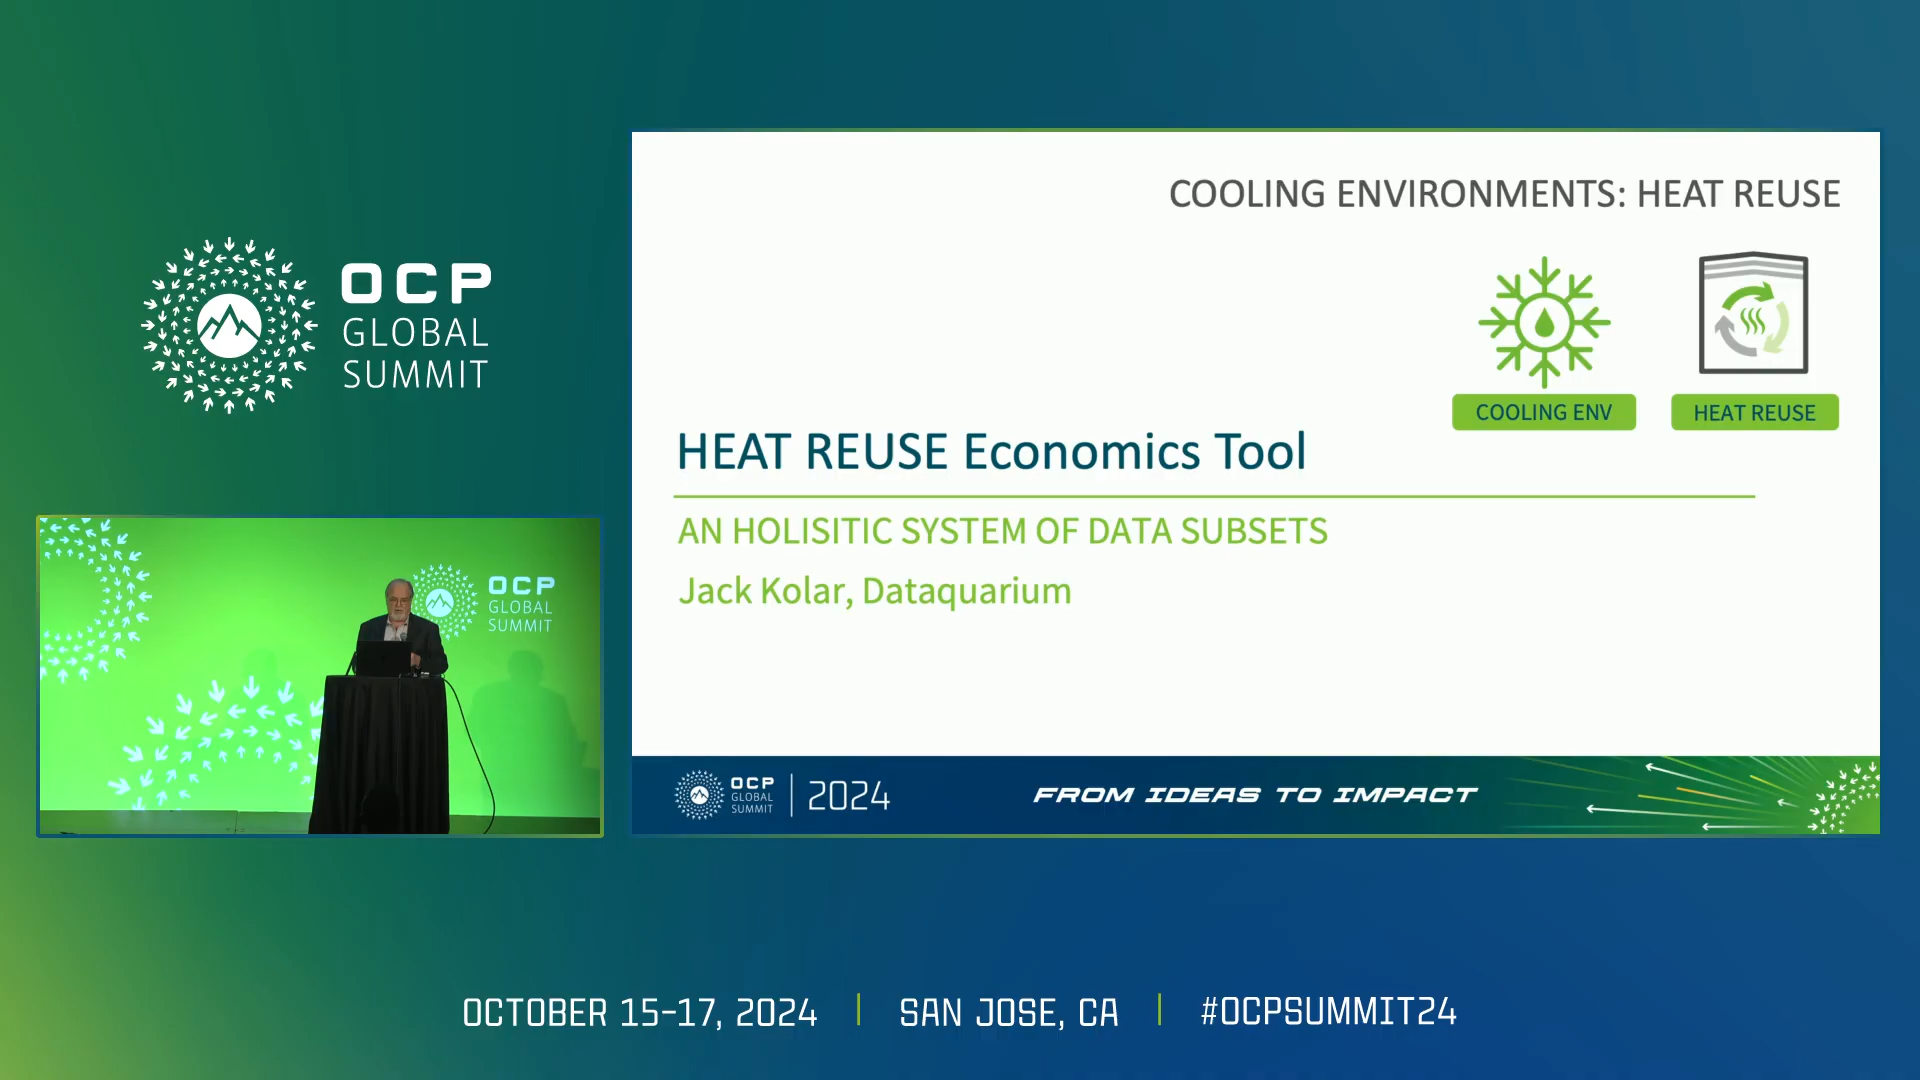 OCP
GLOBAL
SUMMIT
OCP
GLOBAL
SUMMIT
COOLING ENVIRONMENTS: HEAT REUSE
COOLING ENV
HEAT REUSE
HEAT REUSE Economics Tool
AN HOLISITIC SYSTEM OF DATA SUBSETS
Jack Kolar, Dataquarium
OCP
GLOBAL
SUMMIT
2024
FROM IDEAS TO IMPACT
OCTOBER 15-17, 2024
SAN JOSE, CA
#OCPSUMMIT24